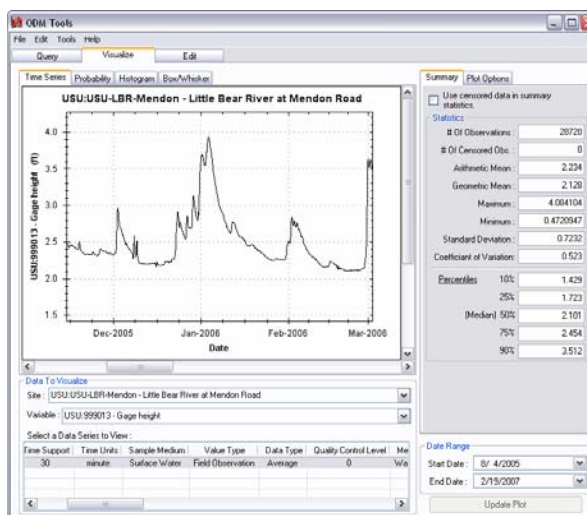 ODM Tools
File Edit Tools Help
Query Visualize Edit
Time Series Probability Histogram Box/Whisker
USU:USU-LBR-Mendon - Little Bear River at Mendon Road
USU:999013 - Gage height (ft)
4.0
3.5
3.0
2.5
2.0
1.5
Dec-2005 Jan-2006 Feb-2006 Mar-2006
Date
Data To Visualize
Site : USU:USU-LBR-Mendon - Little Bear River at Mendon Road
Variable : USU:999013 - Gage height
Select a Data Series to View :
Time Support Time Units Sample Medium Value Type Data Type Quality Control Level Me
30 minute Surface Water Field Observation Average 0 Wa
Summary Plot Options
Use censored data in summary
statistics.
Statistics
# Of Observations : 28720
# Of Censored Obs. : 0
Arithmetic Mean : 2.234
Geometric Mean : 2.128
Maximum : 4.084104
Minimum : 0.4720947
Standard Deviation : 0.7232
Coefficiant of Variation: 0.523
Percentiles 10% 1.429
25% 1.723
(Median) 50% 2.101
75% 2.454
90% 3.512
Date Range
Start Date : 8/ 4/2005
End Date : 2/19/2007
Update Plot